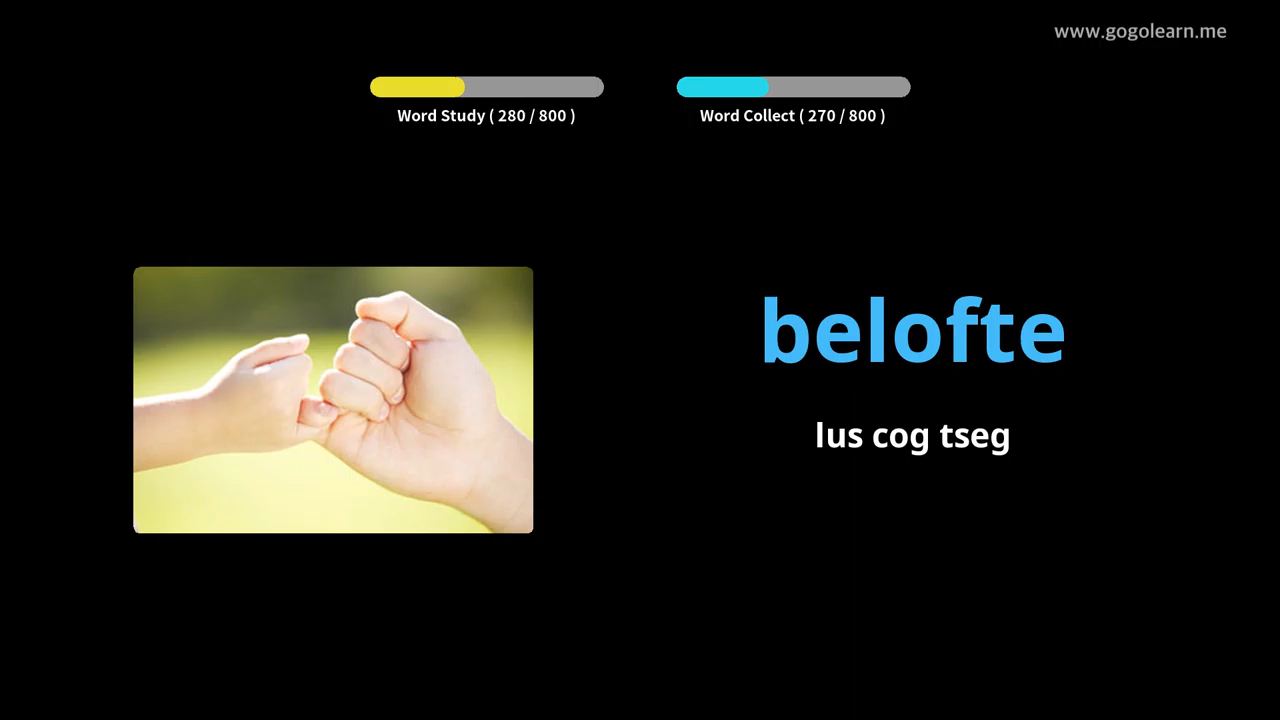 www.gogolearn.me
Word Study ( 280 / 800 )
Word Collect ( 270 / 800 )
belofte
lus cog tseg